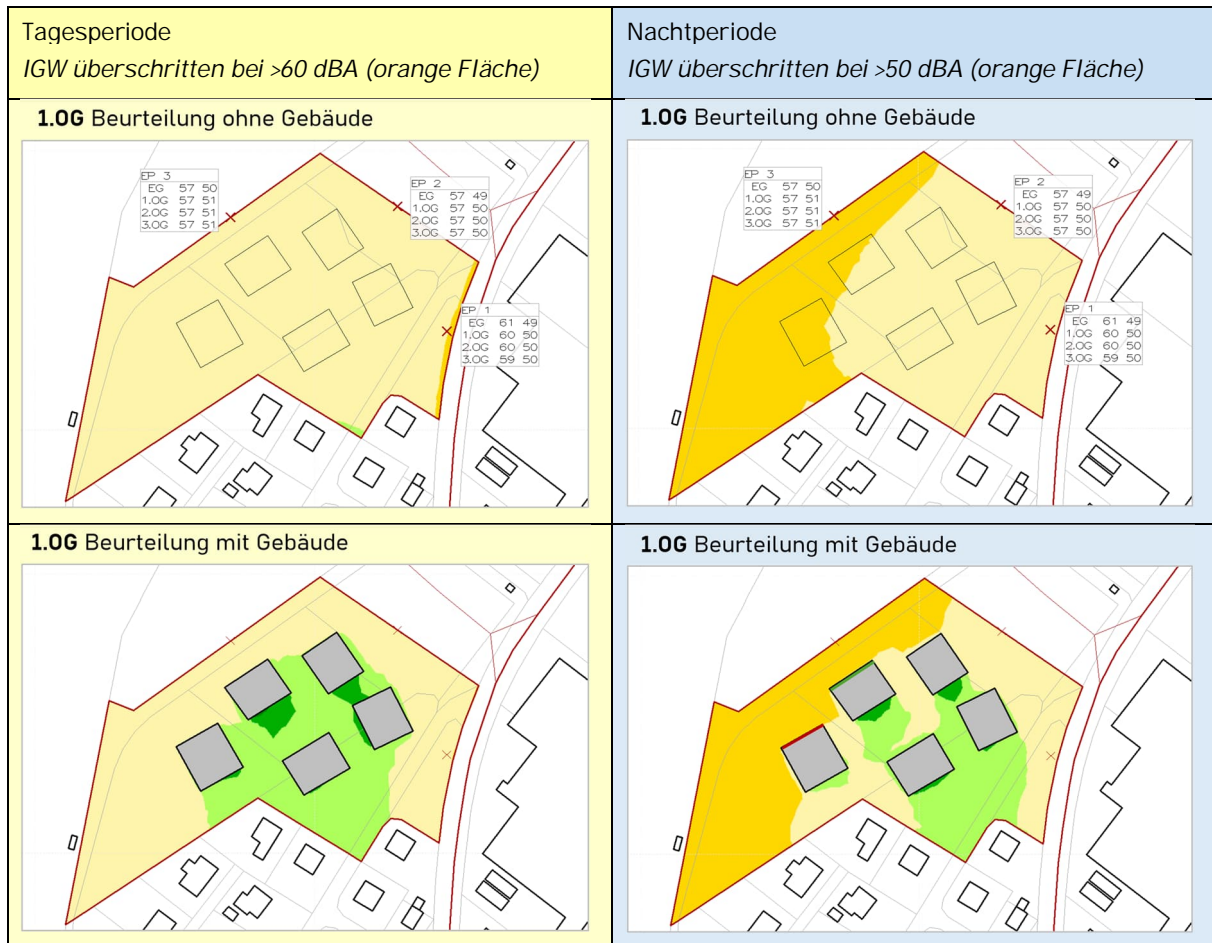 Tagesperiode
IGW überschritten bei >60 dBA (orange Fläche)
Nachtperiode
IGW überschritten bei >50 dBA (orange Fläche)
1.OG Beurteilung ohne Gebäude
EP 3
EG 57 50
1.OG 57 51
2.OG 57 51
3.OG 57 51
EP 2
EG 57 49
1.OG 57 50
2.OG 57 50
3.OG 57 50
EP 1
EG 61 49
1.OG 60 50
2.OG 60 50
3.OG 59 50
1.OG Beurteilung ohne Gebäude
EP 3
EG 57 50
1.OG 57 51
2.OG 57 51
3.OG 57 51
EP 2
EG 57 49
1.OG 57 50
2.OG 57 50
3.OG 57 50
EP 1
EG 61 49
1.OG 60 50
2.OG 60 50
3.OG 59 50
1.OG Beurteilung mit Gebäude
1.OG Beurteilung mit Gebäude